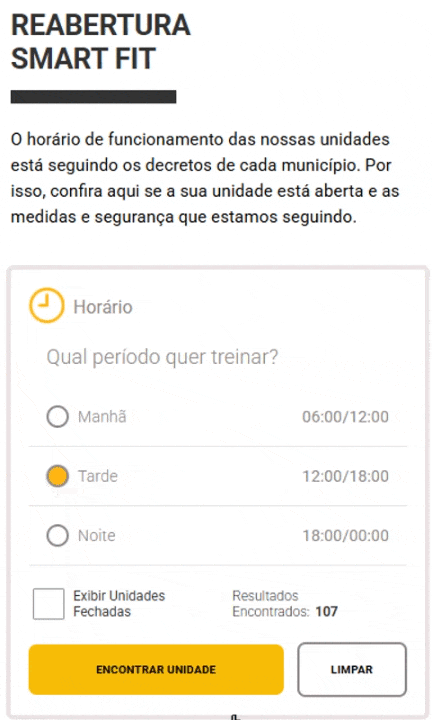 REABERTURA
SMART FIT
O horário de funcionamento das nossas unidades
está seguindo os decretos de cada município. Por
isso, confira aqui se a sua unidade está aberta e as
medidas e segurança que estamos seguindo.
Horário
Qual período quer treinar?
Manhã 06:00/12:00
Tarde 12:00/18:00
Noite 18:00/00:00
Exibir Unidades
Fechadas
Resultados
Encontrados: 107
ENCONTRAR UNIDADE
LIMPAR